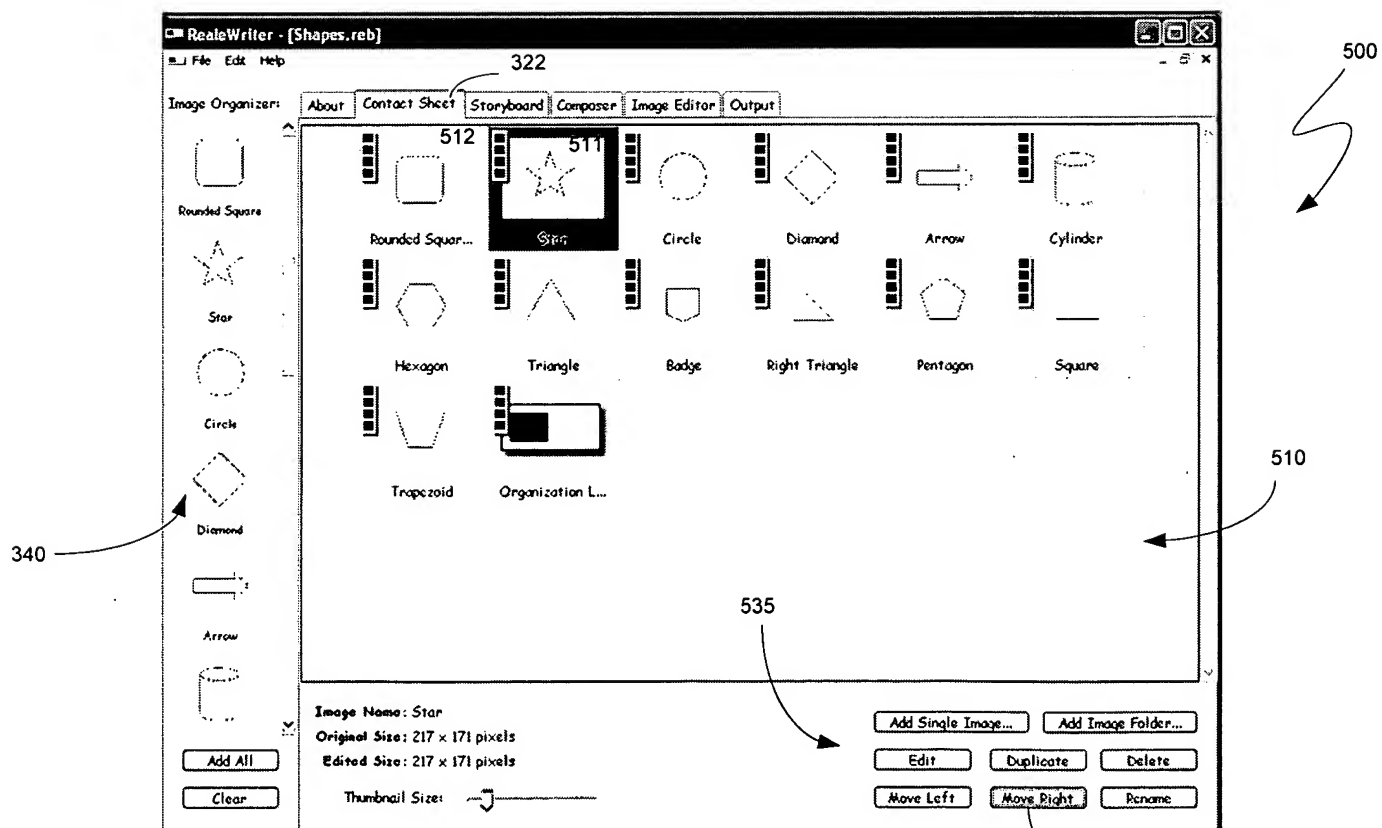 RealeWriter - [Shapes.reb]
500
File Edit Help
322
Image Organizer:
About Contact Sheet Storyboard Composer Image Editor Output
512 511
Rounded Square
Rounded Squar... Star Circle Diamond Arrow Cylinder
Star
Hexagon Triangle Badge Right Triangle Pentagon Square
Circle
510
Trapezoid Organization L...
Diamond
340
535
Arrow
Image Name: Star
Original Size: 217 x 171 pixels
Add Single Image... Add Image Folder...
Add All
Edited Size: 217 x 171 pixels
Edit Duplicate Delete
Clear
Thumbnail Size:
Move Left Move Right Rename